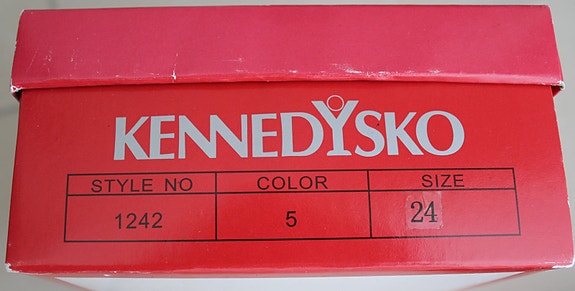 KENNEDYSKO
STYLE NO COLOR SIZE
1242 5 24